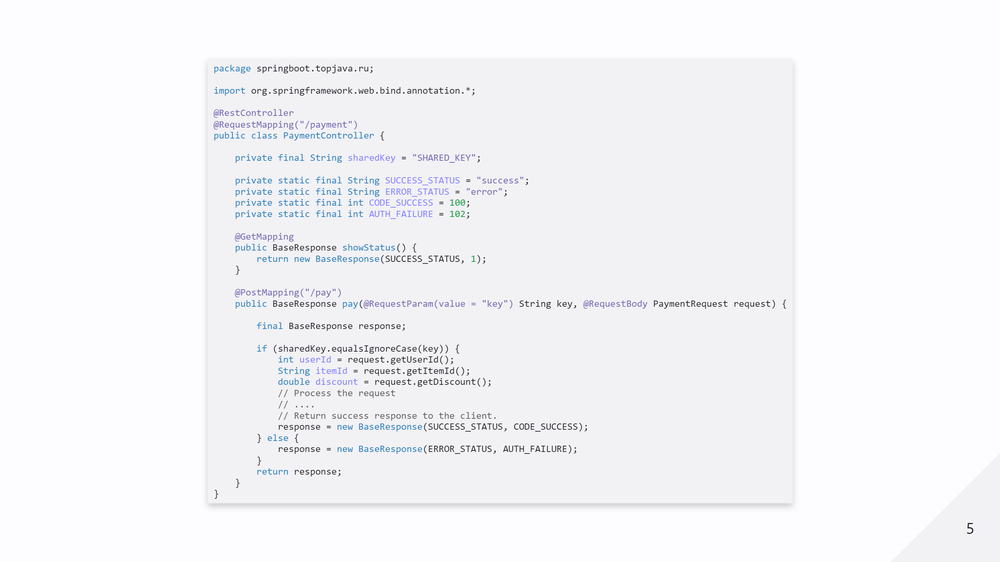 package springboot.topjava.ru;
import org.springframework.web.bind.annotation.*;
@RestController
@RequestMapping("/payment")
public class PaymentController {
private final String sharedKey = "SHARED_KEY";
private static final String SUCCESS_STATUS = "success";
private static final String ERROR_STATUS = "error";
private static final int CODE_SUCCESS = 100;
private static final int AUTH_FAILURE = 102;
@GetMapping
public BaseResponse showStatus() {
return new BaseResponse(SUCCESS_STATUS, 1);
}
@PostMapping("/pay")
public BaseResponse pay(@RequestParam(value = "key") String key, @RequestBody PaymentRequest request) {
final BaseResponse response;
if (sharedKey.equalsIgnoreCase(key)) {
int userId = request.getUserId();
String itemId = request.getItemId();
double discount = request.getDiscount();
// Process the request
// ....
// Return success response to the client.
response = new BaseResponse(SUCCESS_STATUS, CODE_SUCCESS);
} else {
response = new BaseResponse(ERROR_STATUS, AUTH_FAILURE);
}
return response;
}
}
5